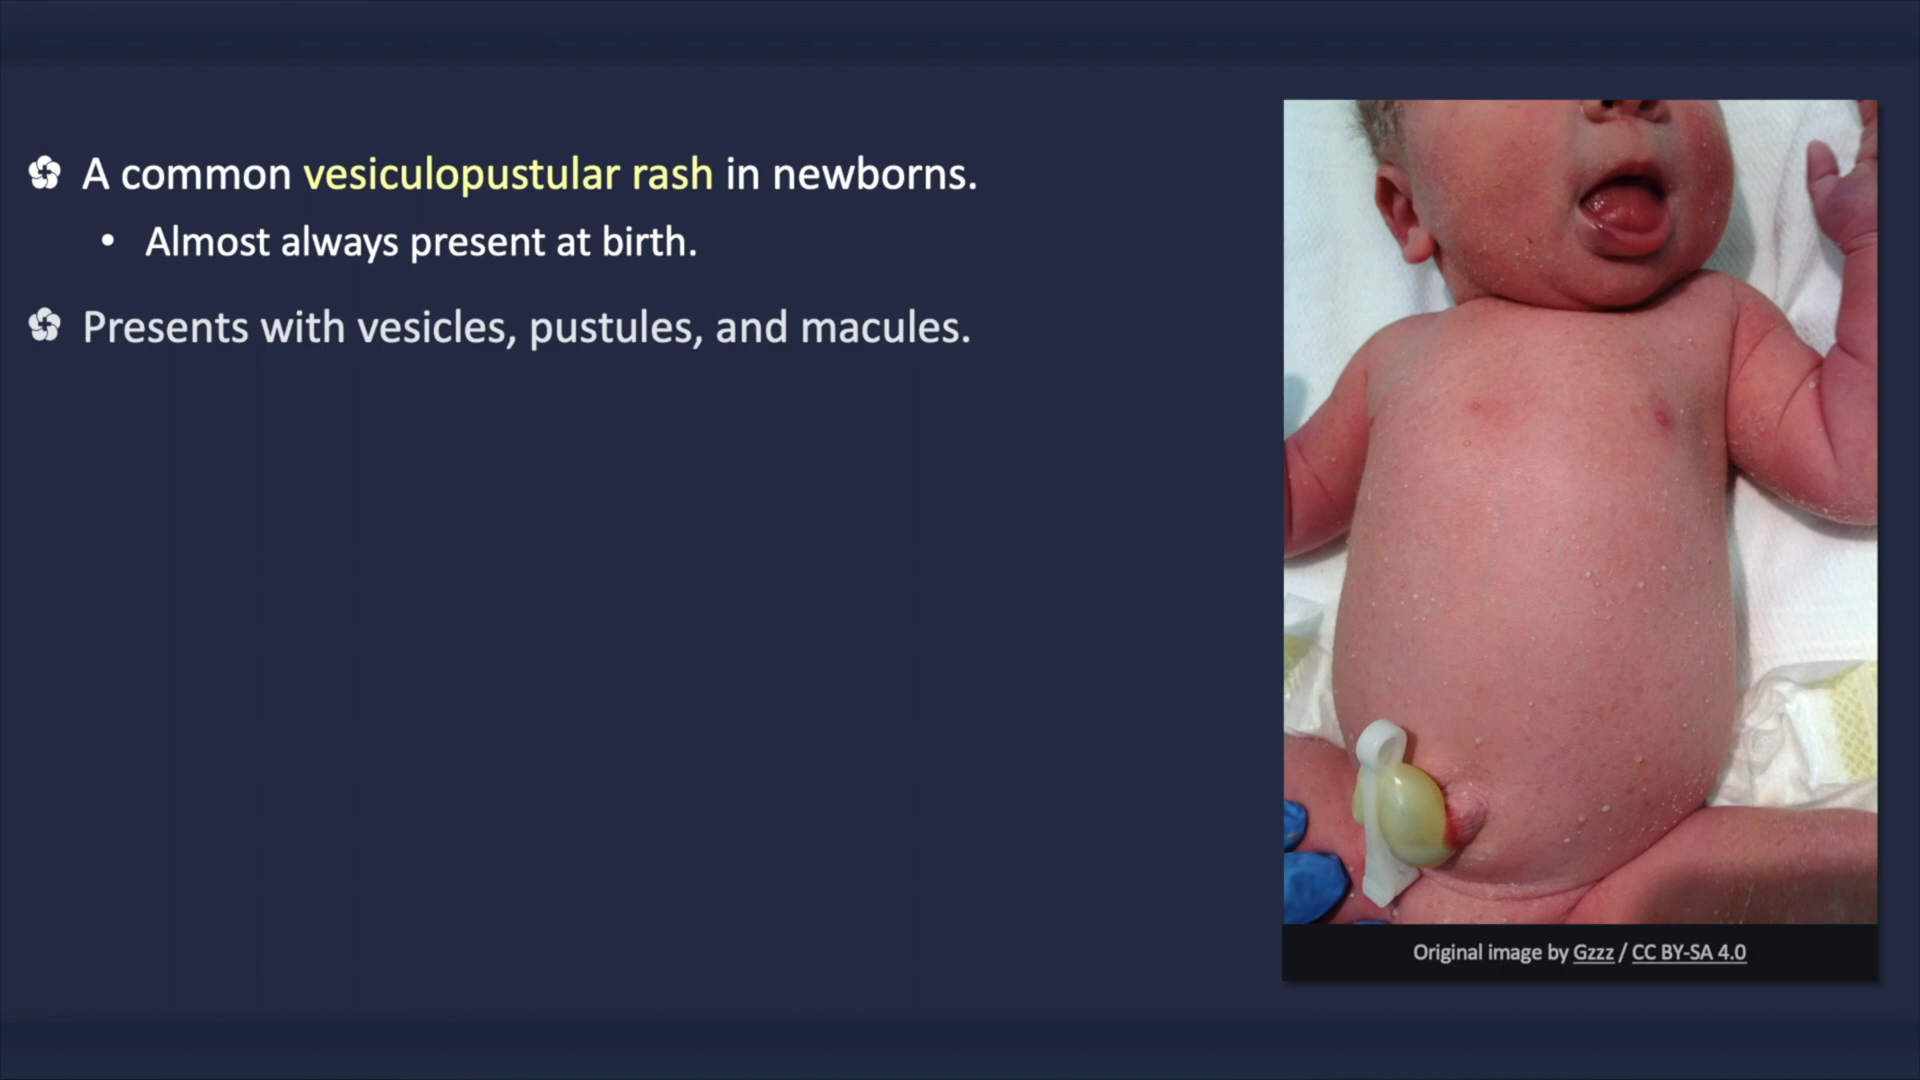 A common vesiculopustular rash in newborns.
• Almost always present at birth.
Presents with vesicles, pustules, and macules.
Original image by Gzzz / CC BY-SA 4.0